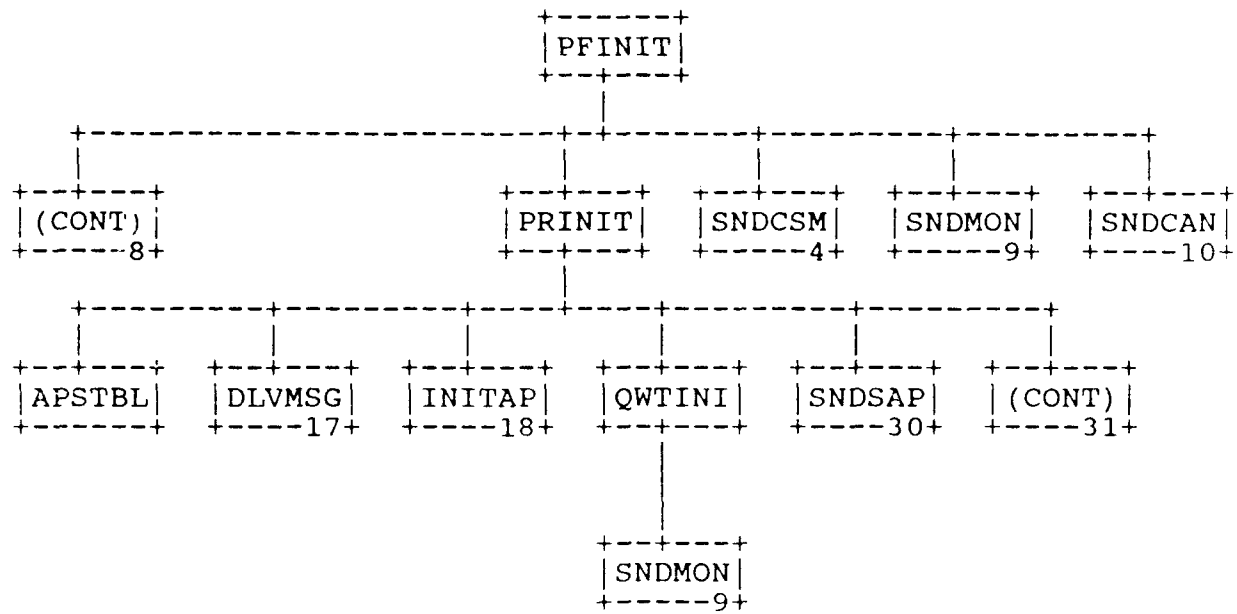 PFINIT
(CONT) PRINIT SNDCSM SNDMON SNDCAN
8 4 9 10
APSTBL DLVMSG INITAP QWTINI SNDSAP (CONT)
17 18 30 31
SNDMON
9